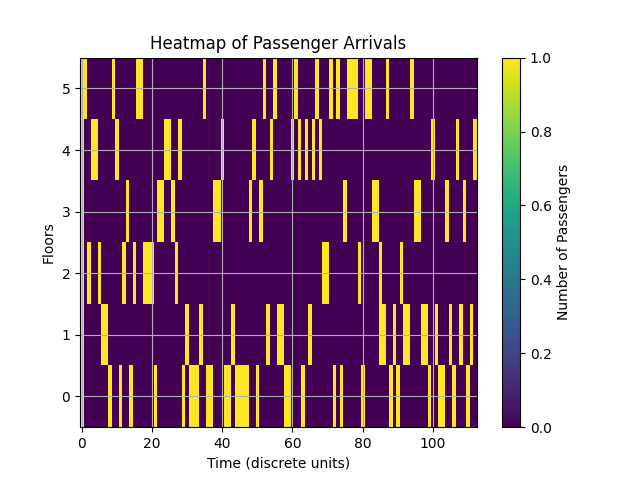 Heatmap of Passenger Arrivals
Floors
5
4
3
2
1
0
0 20 40 60 80 100
Time (discrete units)
1.0
0.8
0.6
0.4
0.2
0.0
Number of Passengers